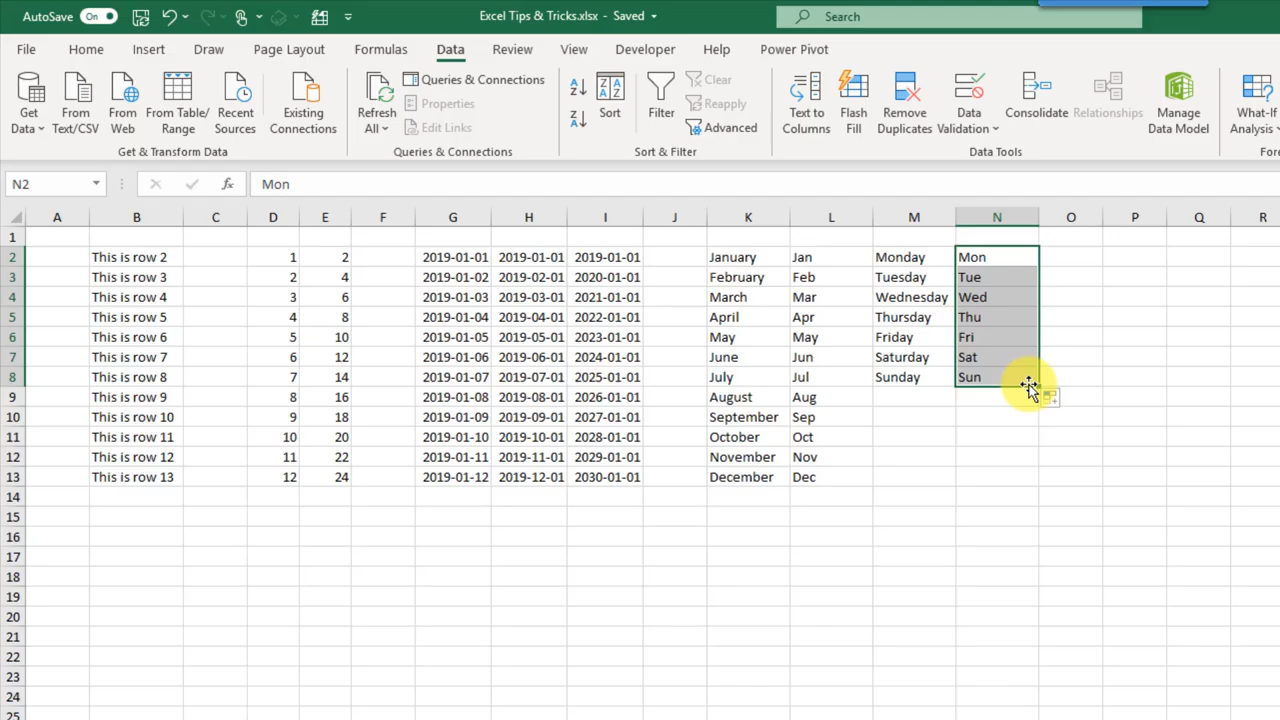 AutoSave On Excel Tips & Tricks.xlsx - Saved Search
File Home Insert Draw Page Layout Formulas Data Review View Developer Help Power Pivot
Get Data From Text/CSV From Web From Table/ Range Recent Sources Existing Connections Refresh All Queries & Connections Properties Edit Links Sort Filter Clear Reapply Advanced Text to Columns Flash Fill Remove Duplicates Data Validation Consolidate Relationships Manage Data Model What-If Analysis
Get & Transform Data Queries & Connections Sort & Filter Data Tools Fore
N2 fx Mon
A B C D E F G H I J K L M N O P Q R
1
2 This is row 2 1 2 2019-01-01 2019-01-01 2019-01-01 January Jan Monday Mon
3 This is row 3 2 4 2019-01-02 2019-02-01 2020-01-01 February Feb Tuesday Tue
4 This is row 4 3 6 2019-01-03 2019-03-01 2021-01-01 March Mar Wednesday Wed
5 This is row 5 4 8 2019-01-04 2019-04-01 2022-01-01 April Apr Thursday Thu
6 This is row 6 5 10 2019-01-05 2019-05-01 2023-01-01 May May Friday Fri
7 This is row 7 6 12 2019-01-06 2019-06-01 2024-01-01 June Jun Saturday Sat
8 This is row 8 7 14 2019-01-07 2019-07-01 2025-01-01 July Jul Sunday Sun
9 This is row 9 8 16 2019-01-08 2019-08-01 2026-01-01 August Aug
10 This is row 10 9 18 2019-01-09 2019-09-01 2027-01-01 September Sep
11 This is row 11 10 20 2019-01-10 2019-10-01 2028-01-01 October Oct
12 This is row 12 11 22 2019-01-11 2019-11-01 2029-01-01 November Nov
13 This is row 13 12 24 2019-01-12 2019-12-01 2030-01-01 December Dec
14
15
16
17
18
19
20
21
22
23
24
25